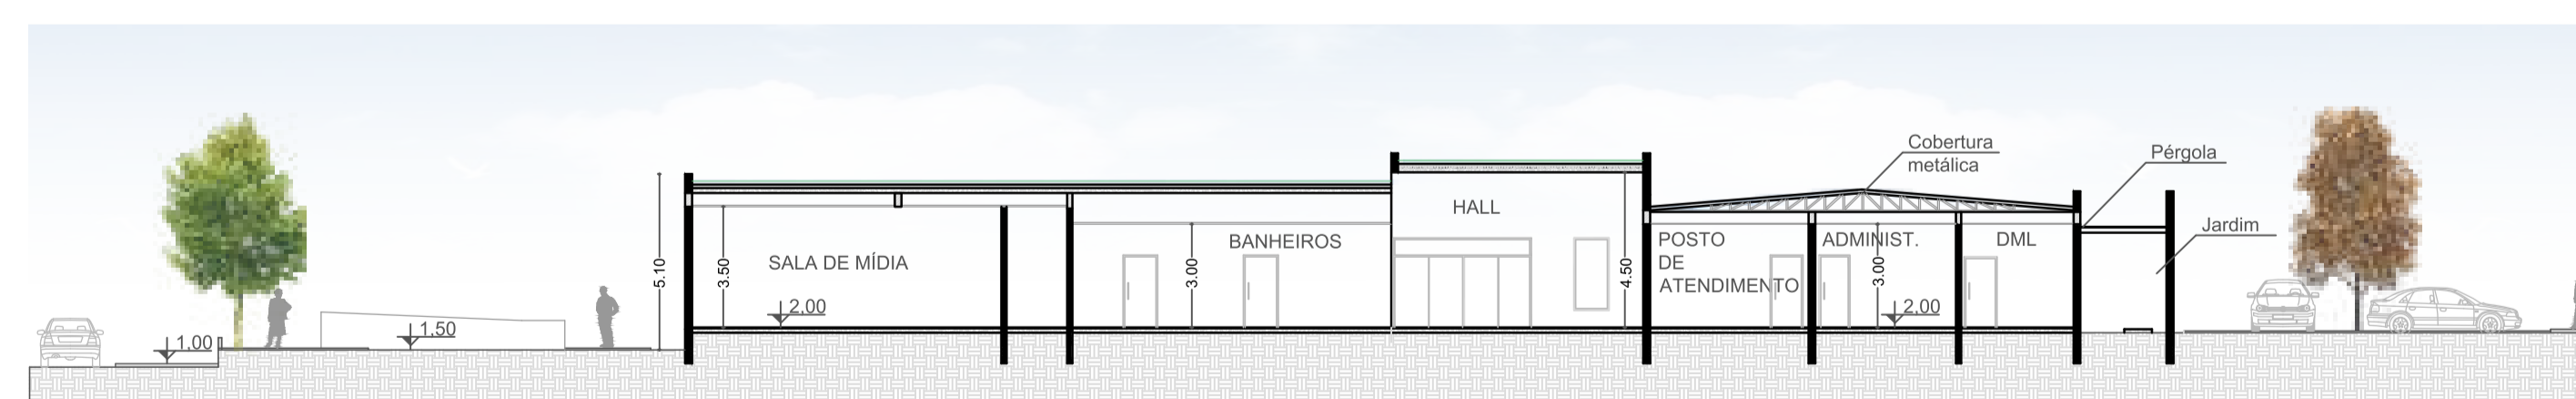 Cobertura
metálica
Pérgola
Jardim
HALL
SALA DE MÍDIA
BANHEIROS
POSTO
DE
ATENDIMENTO
ADMINIST.
DML
5.10
3.50
3.00
4.50
3.00
2,00
2,00
1,00
1,50